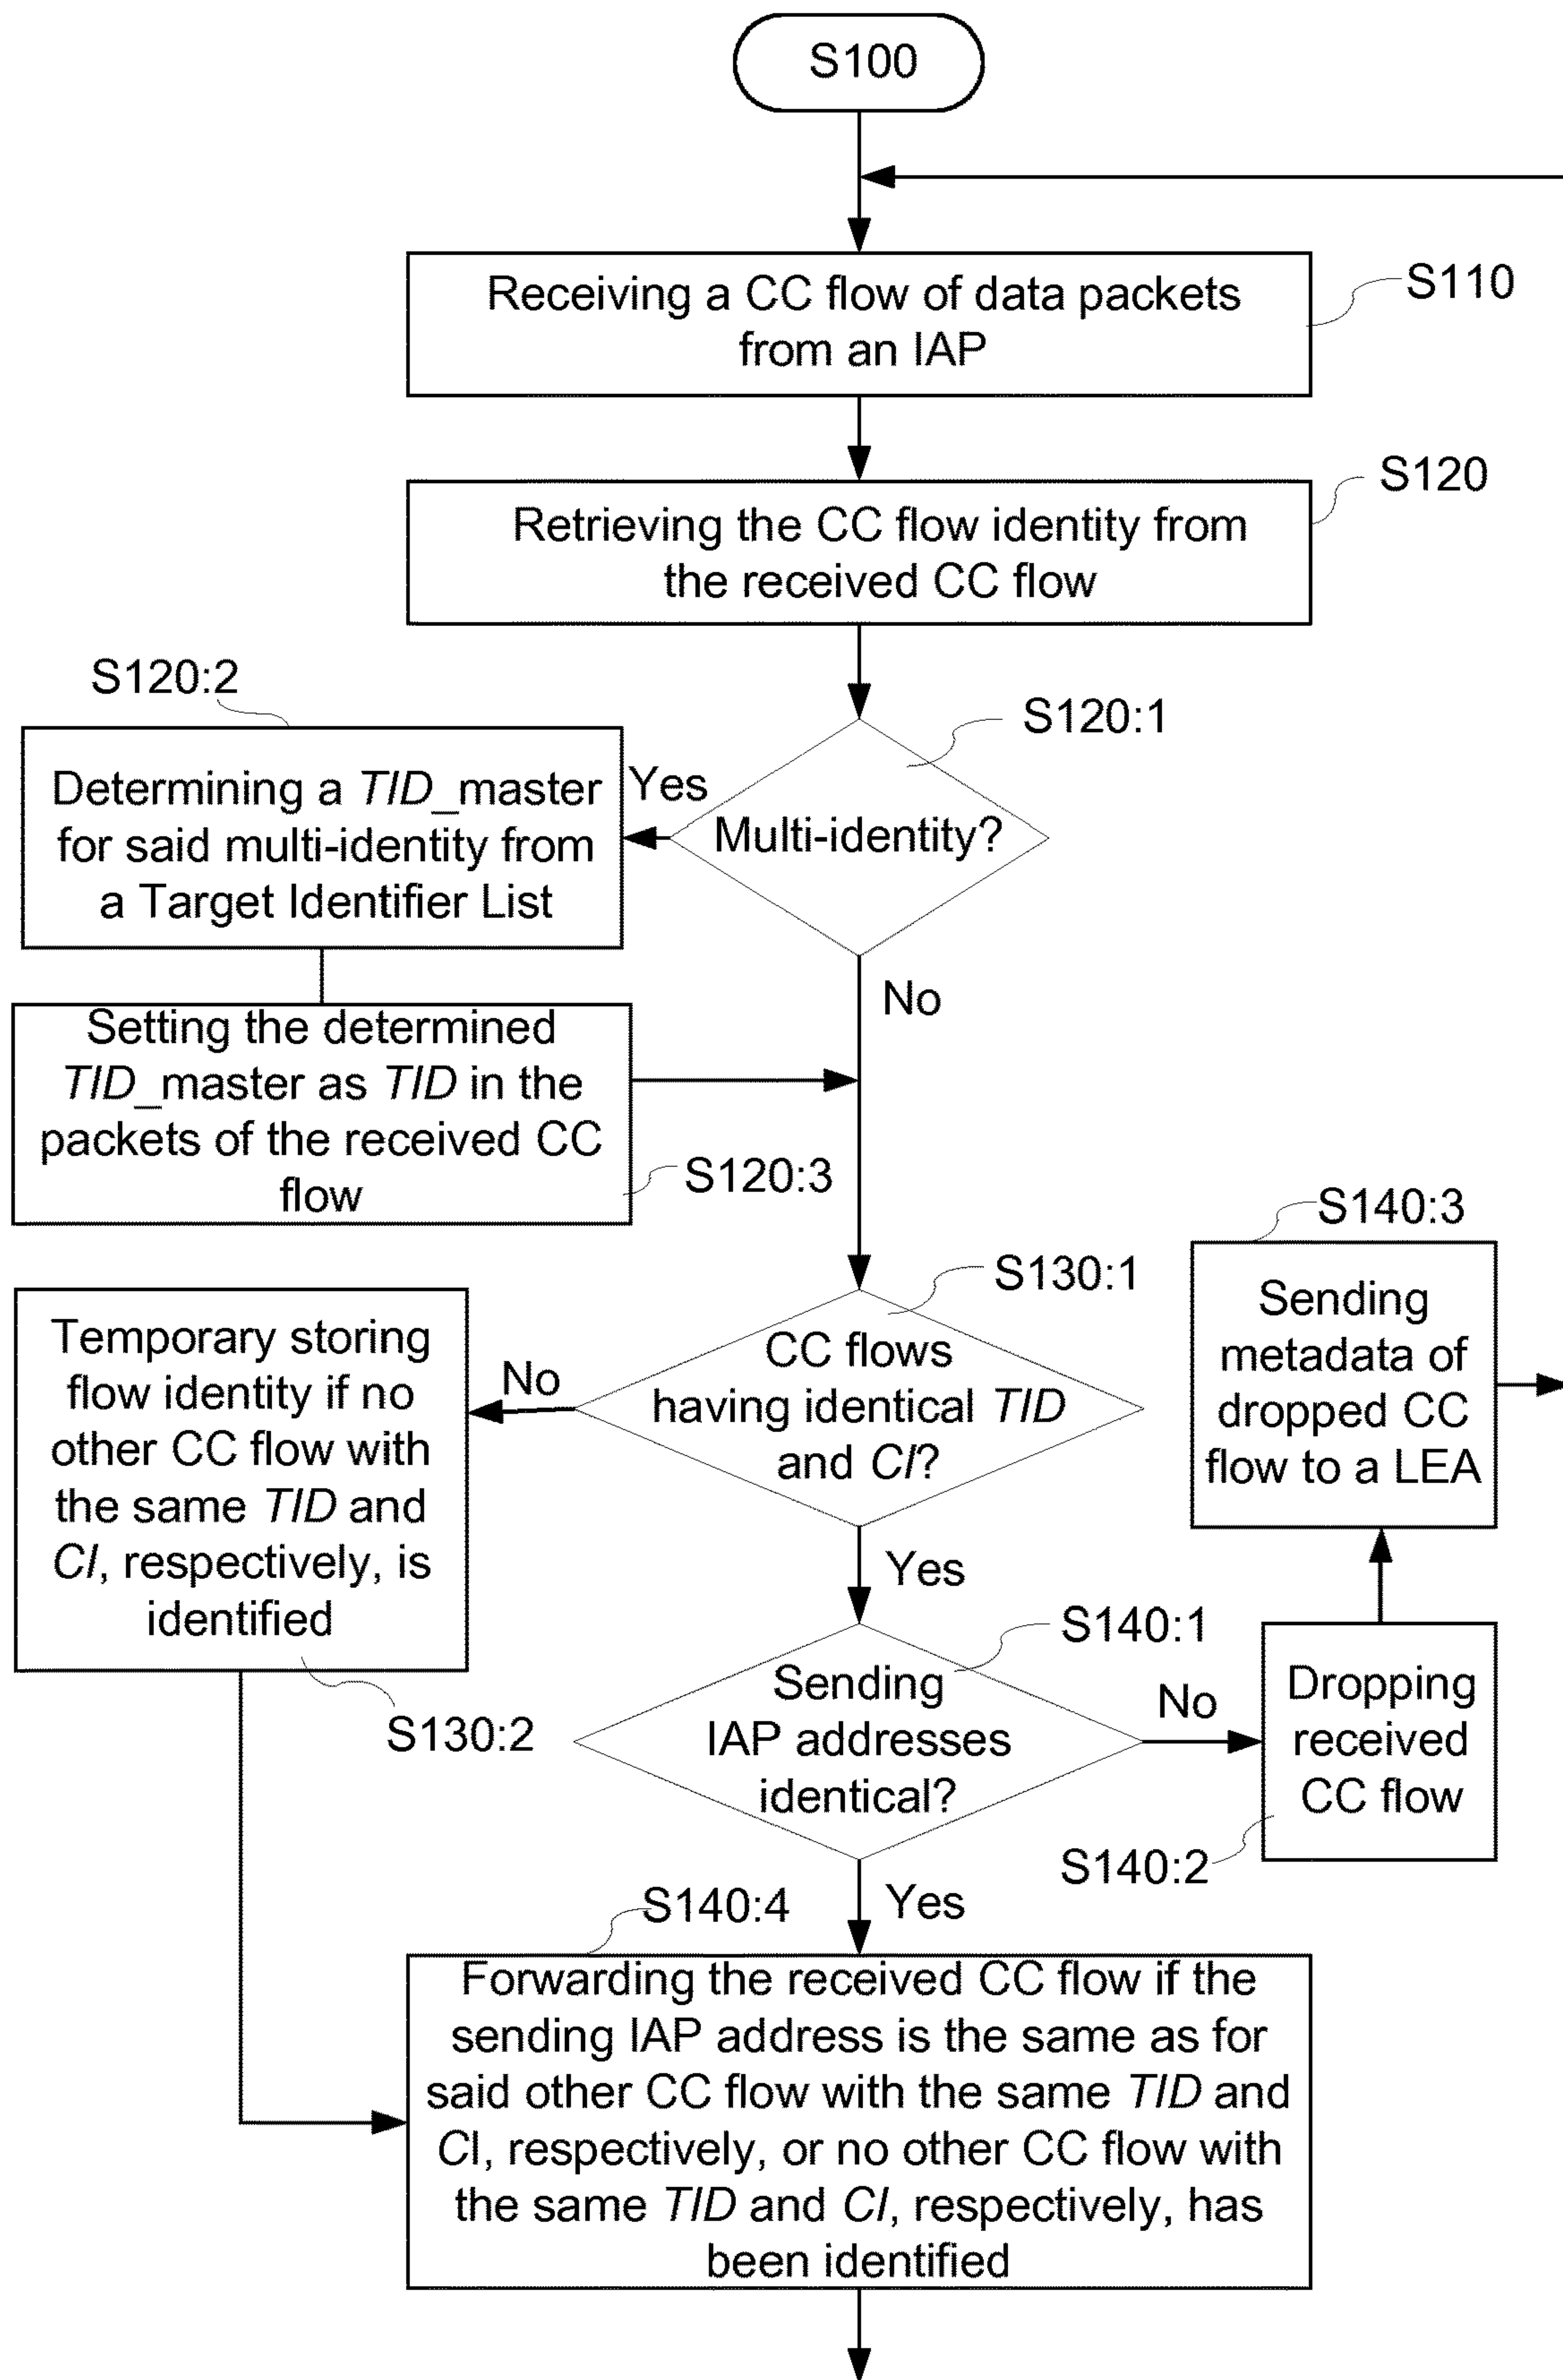 S100
Receiving a CC flow of data packets
from an IAP
S110
Retrieving the CC flow identity from
the received CC flow
S120
S120:2
Determining a TID_master
for said multi-identity from
a Target Identifier List
Yes
Multi-identity?
S120:1
No
Setting the determined
TID_master as TID in the
packets of the received CC
flow
S120:3
S130:1
CC flows
having identical TID
and CI?
No
Temporary storing
flow identity if no
other CC flow with
the same TID and
CI, respectively, is
identified
S130:2
Yes
S140:3
Sending
metadata of
dropped CC
flow to a LEA
S140:1
Sending
IAP addresses
identical?
No
Dropping
received
CC flow
S140:2
Yes
S140:4
Forwarding the received CC flow if the
sending IAP address is the same as for
said other CC flow with the same TID and
CI, respectively, or no other CC flow with
the same TID and CI, respectively, has
been identified